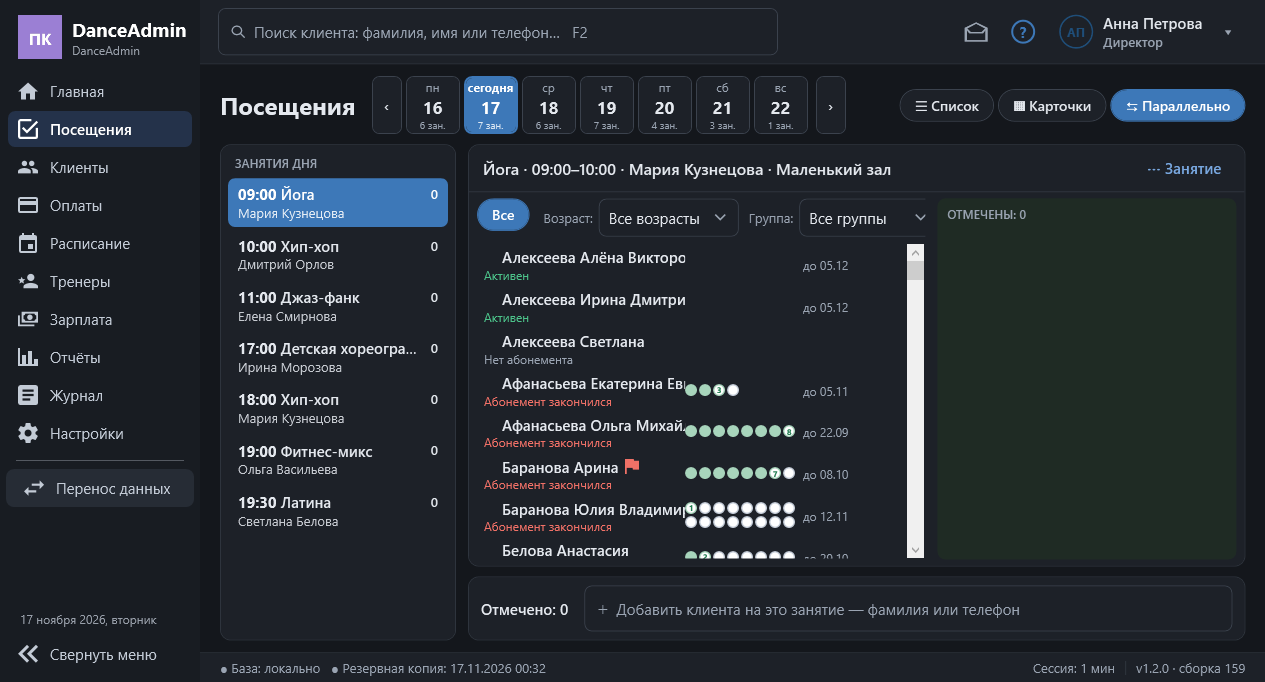 ПК
DanceAdmin
DanceAdmin
Главная
Посещения
Клиенты
Оплаты
Расписание
Тренеры
Зарплата
Отчёты
Журнал
Настройки
Перенос данных
17 ноября 2026, вторник
Свернуть меню
Поиск клиента: фамилия, имя или телефон... F2
?
АП
Анна Петрова
Директор
Посещения
‹
пн
16
6 зан.
сегодня
17
7 зан.
ср
18
6 зан.
чт
19
7 зан.
пт
20
4 зан.
сб
21
3 зан.
вс
22
1 зан.
›
Список
Карточки
Параллельно
ЗАНЯТИЯ ДНЯ
09:00 Йога 0
Мария Кузнецова
10:00 Хип-хоп 0
Дмитрий Орлов
11:00 Джаз-фанк 0
Елена Смирнова
17:00 Детская хореогра... 0
Ирина Морозова
18:00 Хип-хоп 0
Мария Кузнецова
19:00 Фитнес-микс 0
Ольга Васильева
19:30 Латина 0
Светлана Белова
Йога · 09:00–10:00 · Мария Кузнецова · Маленький зал
--- Занятие
Все
Возраст: Все возрасты
Группа: Все группы
Алексеева Алёна Викторо
Активен
до 05.12
Алексеева Ирина Дмитри
Активен
до 05.12
Алексеева Светлана
Нет абонемента
Афанасьева Екатерина Ев
Абонемент закончился
3
до 05.11
Афанасьева Ольга Михай.
Абонемент закончился
8
до 22.09
Баранова Арина
Абонемент закончился
7
до 08.10
Баранова Юлия Владимир
Абонемент закончился
1
до 12.11
Белова Анастасия
2
до 29.10
ОТМЕЧЕНЫ: 0
Отмечено: 0
+ Добавить клиента на это занятие — фамилия или телефон
● База: локально ● Резервная копия: 17.11.2026 00:32
Сессия: 1 мин
v1.2.0 · сборка 159